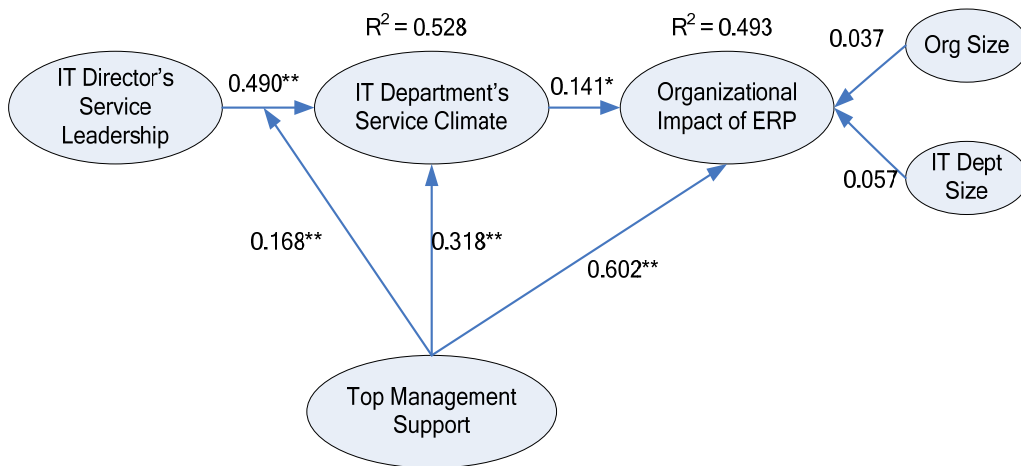 R² = 0.528
R² = 0.493
IT Director's
Service
Leadership
0.490**
IT Department's
Service Climate
0.141*
Organizational
Impact of ERP
0.037
Org Size
0.057
IT Dept
Size
0.168**
0.318**
0.602**
Top Management
Support